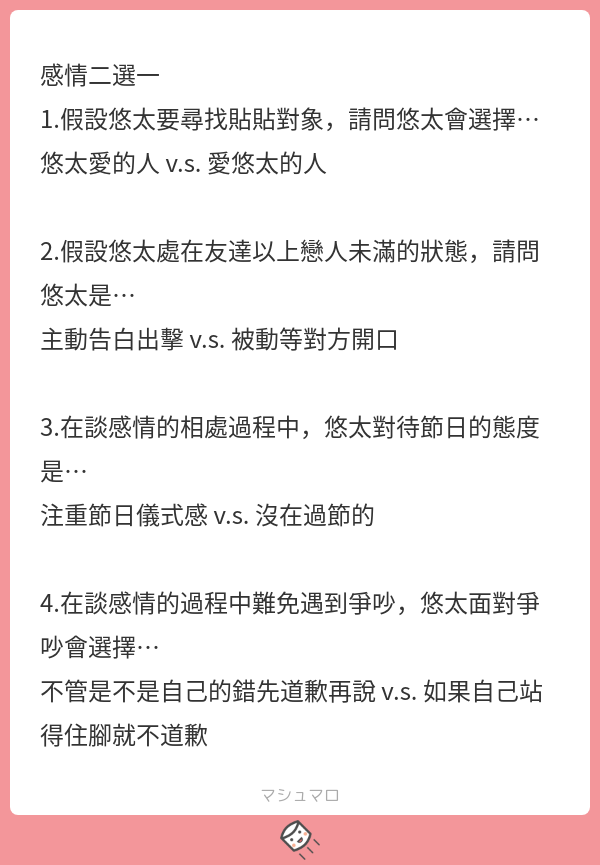 感情二選一
1.假設悠太要尋找貼貼對象，請問悠太會選擇…
悠太愛的人 v.s. 愛悠太的人
2.假設悠太處在友達以上戀人未滿的狀態，請問
悠太是…
主動告白出擊 v.s. 被動等對方開口
3.在談感情的相處過程中，悠太對待節日的態度
是…
注重節日儀式感 v.s. 沒在過節的
4.在談感情的過程中難免遇到爭吵，悠太面對爭
吵會選擇…
不管是不是自己的錯先道歉再說 v.s. 如果自己站
得住腳就不道歉
マシュマロ